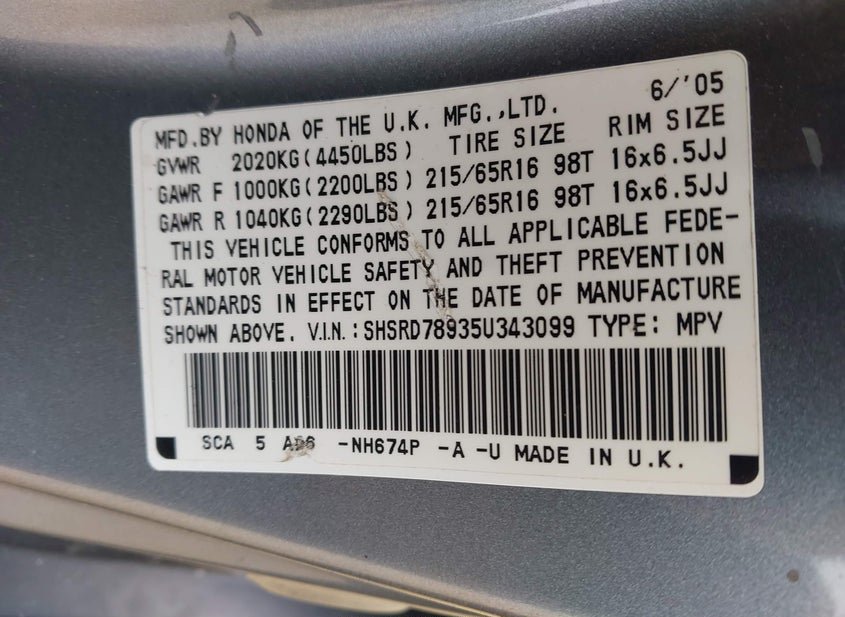 6/'05
MFD.BY HONDA OF THE U.K. MFG.,LTD.
GVWR 2020KG(4450LBS) TIRE SIZE RIM SIZE
GAWR F 1000KG(2200LBS) 215/65R16 98T 16x6.5JJ
GAWR R 1040KG(2290LBS) 215/65R16 98T 16x6.5JJ
THIS VEHICLE CONFORMS TO ALL APPLICABLE FEDE-
RAL MOTOR VEHICLE SAFETY AND THEFT PREVENTION
STANDARDS IN EFFECT ON THE DATE OF MANUFACTURE
SHOWN ABOVE. V.I.N.:SHSRD78935U343099 TYPE: MPV
SCA 5 -NH674P -A -U MADE IN U.K.